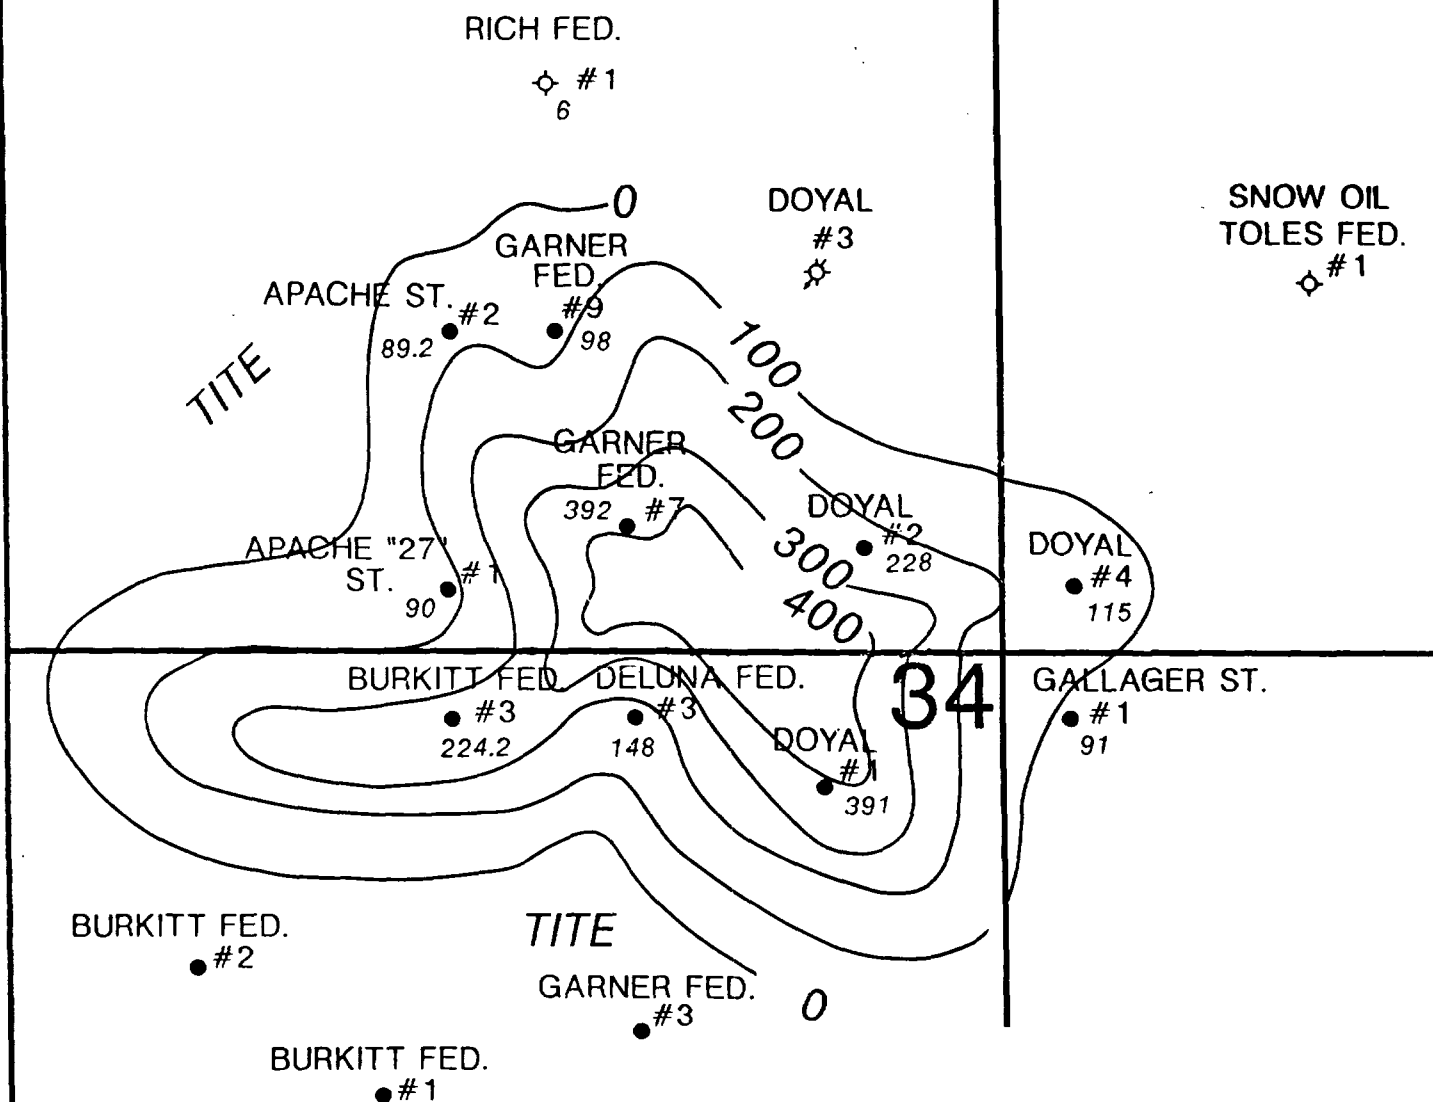 RICH FED.
#1
6
0
DOYAL
#3
SNOW OIL
TOLES FED.
#1
GARNER
FED.
#9
98
APACHE ST.
#2
89.2
TITE
100
200
GARNER
FED.
392 #7
DOYAL
#2
228
300
400
APACHE "27"
ST. #1
90
DOYAL
#4
115
34
BURKITT FED.
#3
224.2
DELUNA FED.
#3
148
GALLAGER ST.
#1
91
DOYAL
#1
391
BURKITT FED.
#2
TITE
GARNER FED.
#3
0
BURKITT FED.
#1